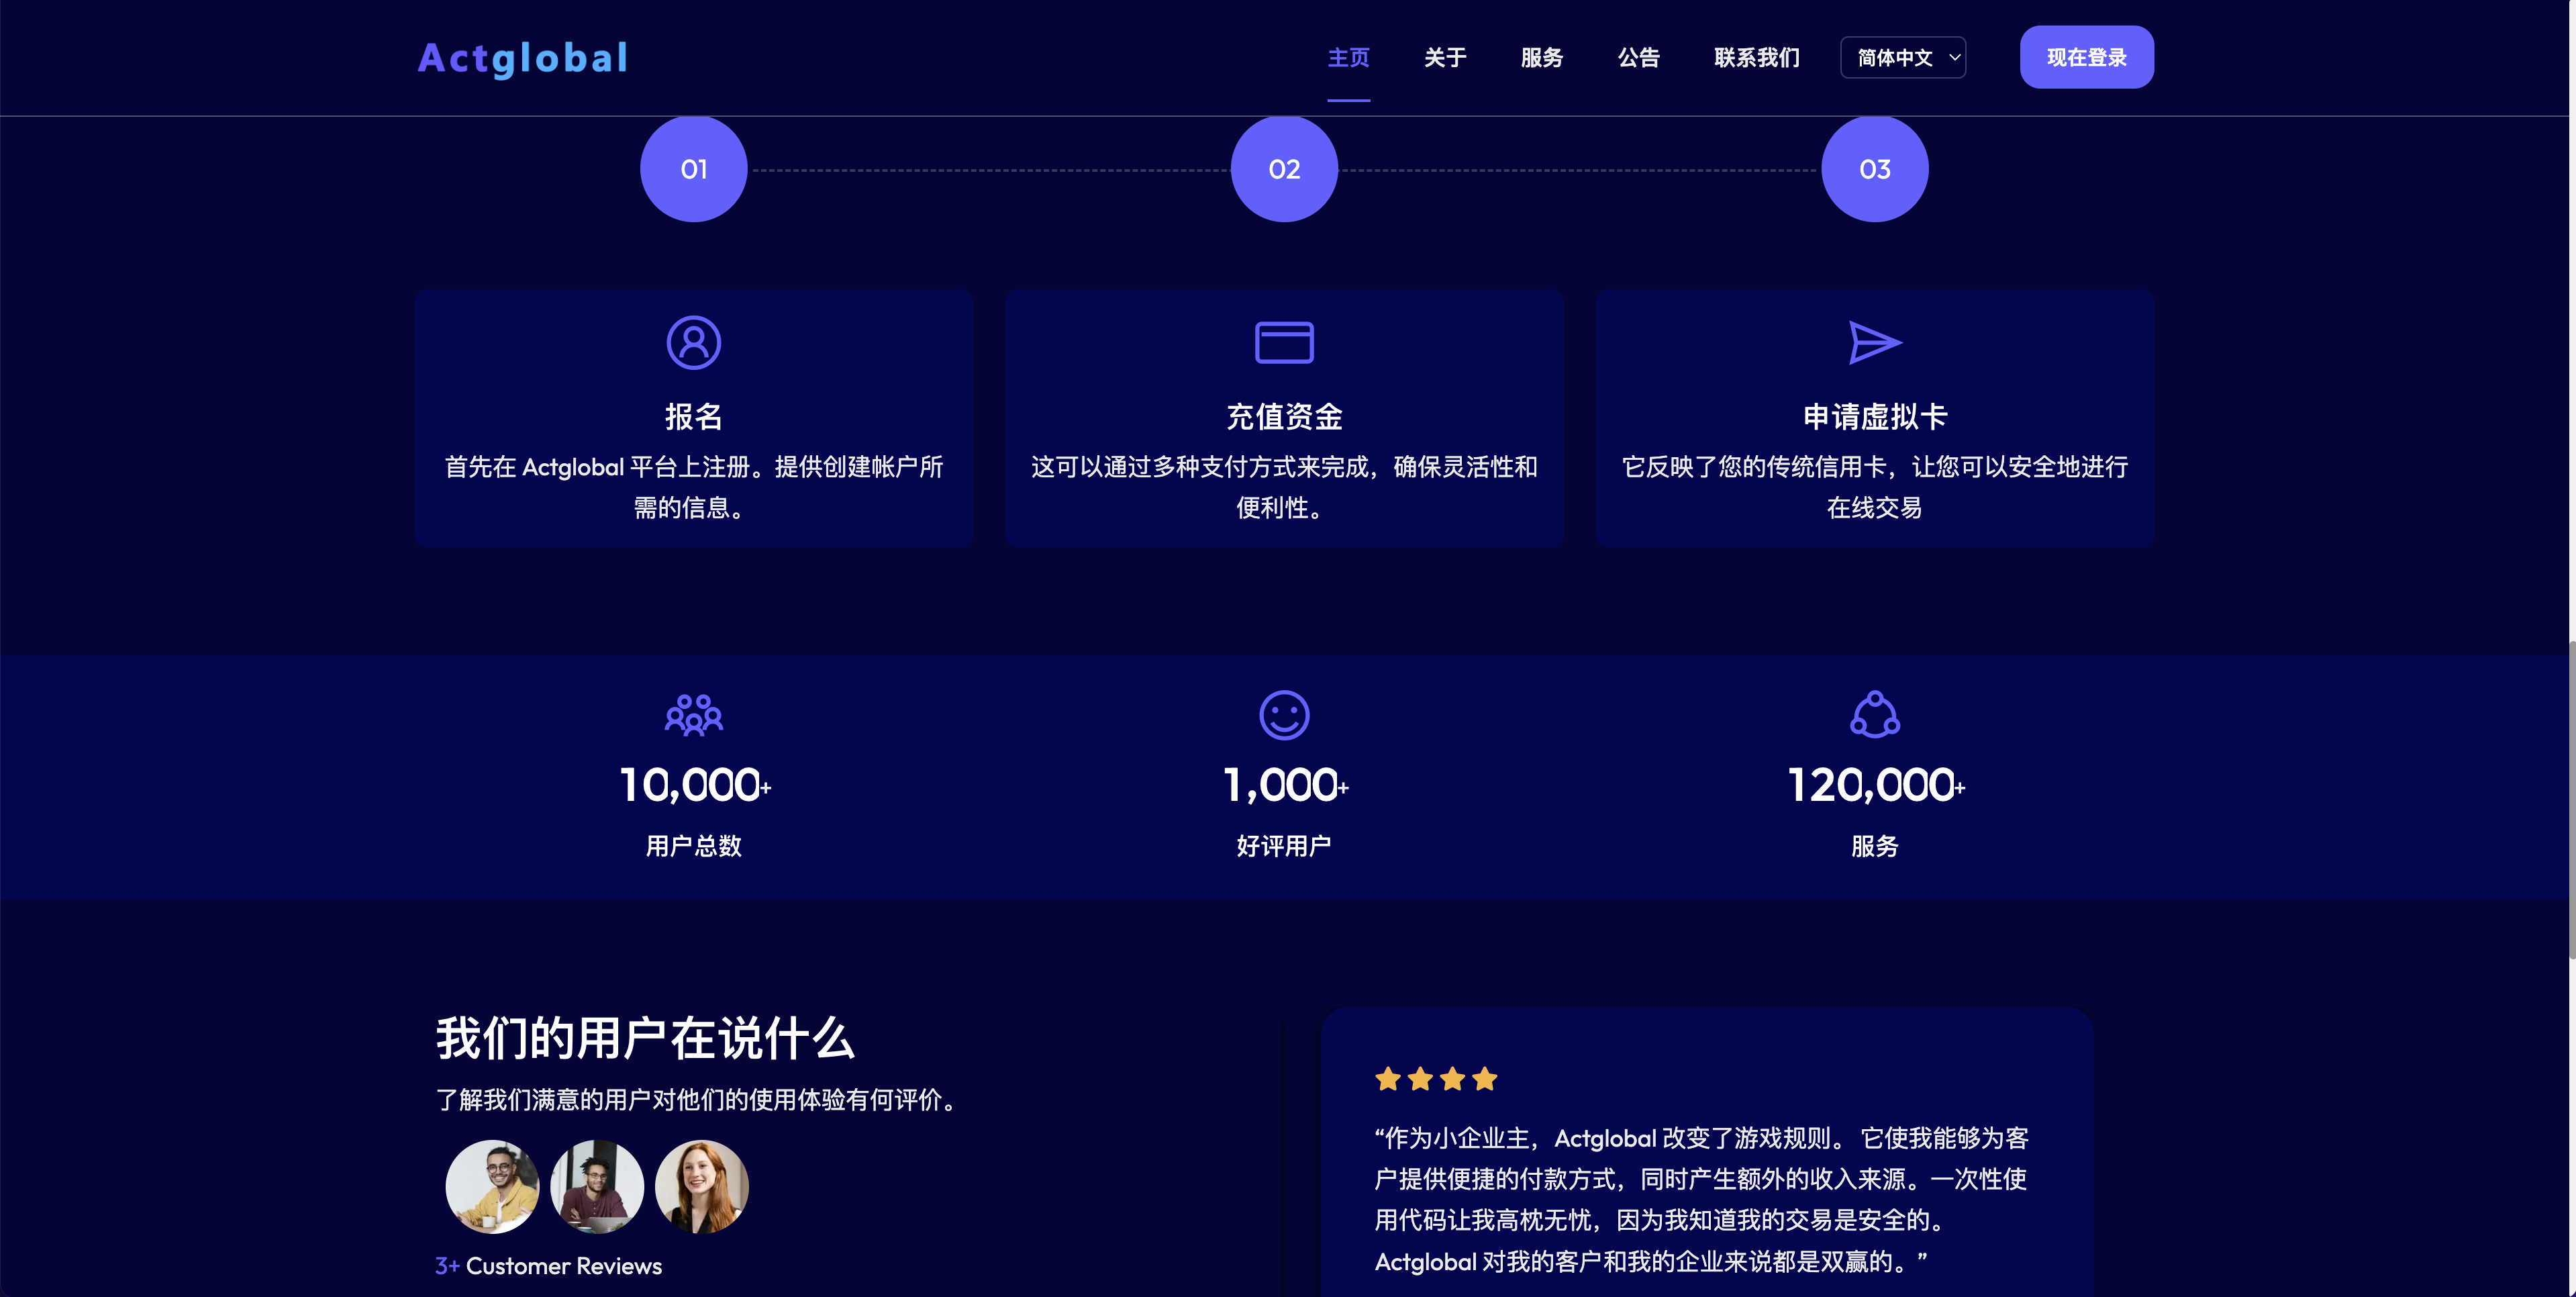 Actglobal
主页 关于 服务 公告 联系我们 简体中文 现在登录
01 02 03
报名
首先在 Actglobal 平台上注册。提供创建帐户所
需的信息。
充值资金
这可以通过多种支付方式来完成，确保灵活性和
便利性。
申请虚拟卡
它反映了您的传统信用卡，让您可以安全地进行
在线交易
10,000+
用户总数
1,000+
好评用户
120,000+
服务
我们的用户在说什么
了解我们满意的用户对他们的使用体验有何评价。
3+ Customer Reviews
“作为小企业主，Actglobal 改变了游戏规则。 它使我能够为客
户提供便捷的付款方式，同时产生额外的收入来源。一次性使
用代码让我高枕无忧，因为我知道我的交易是安全的。
Actglobal 对我的客户和我的企业来说都是双赢的。”